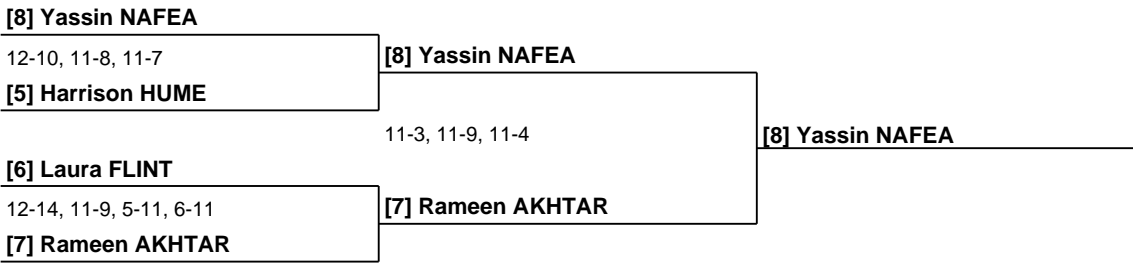 [8] Yassin NAFEA
12-10, 11-8, 11-7
[8] Yassin NAFEA
[5] Harrison HUME
11-3, 11-9, 11-4
[8] Yassin NAFEA
[6] Laura FLINT
12-14, 11-9, 5-11, 6-11
[7] Rameen AKHTAR
[7] Rameen AKHTAR